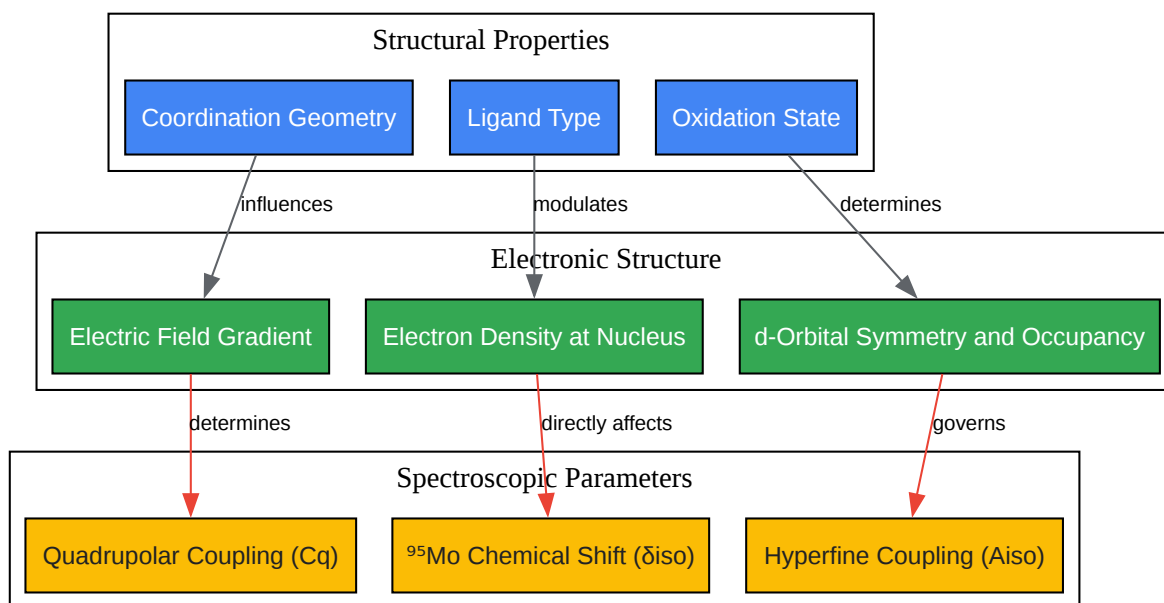 Structural Properties
Coordination Geometry
Ligand Type
Oxidation State
influences
modulates
determines
Electronic Structure
Electric Field Gradient
Electron Density at Nucleus
d-Orbital Symmetry and Occupancy
determines
directly affects
governs
Spectroscopic Parameters
Quadrupolar Coupling (Cq)
⁹⁵Mo Chemical Shift (δiso)
Hyperfine Coupling (Aiso)